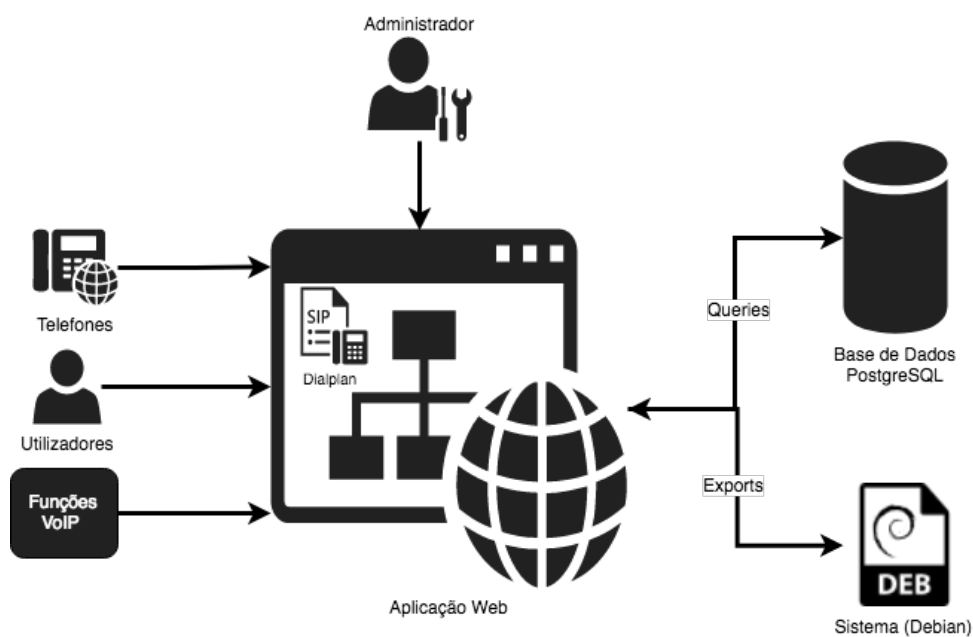 Administrador
Telefones
SIP
Dialplan
Utilizadores
Funções
VoIP
Aplicação Web
Queries
Exports
Base de Dados
PostgreSQL
DEB
Sistema (Debian)